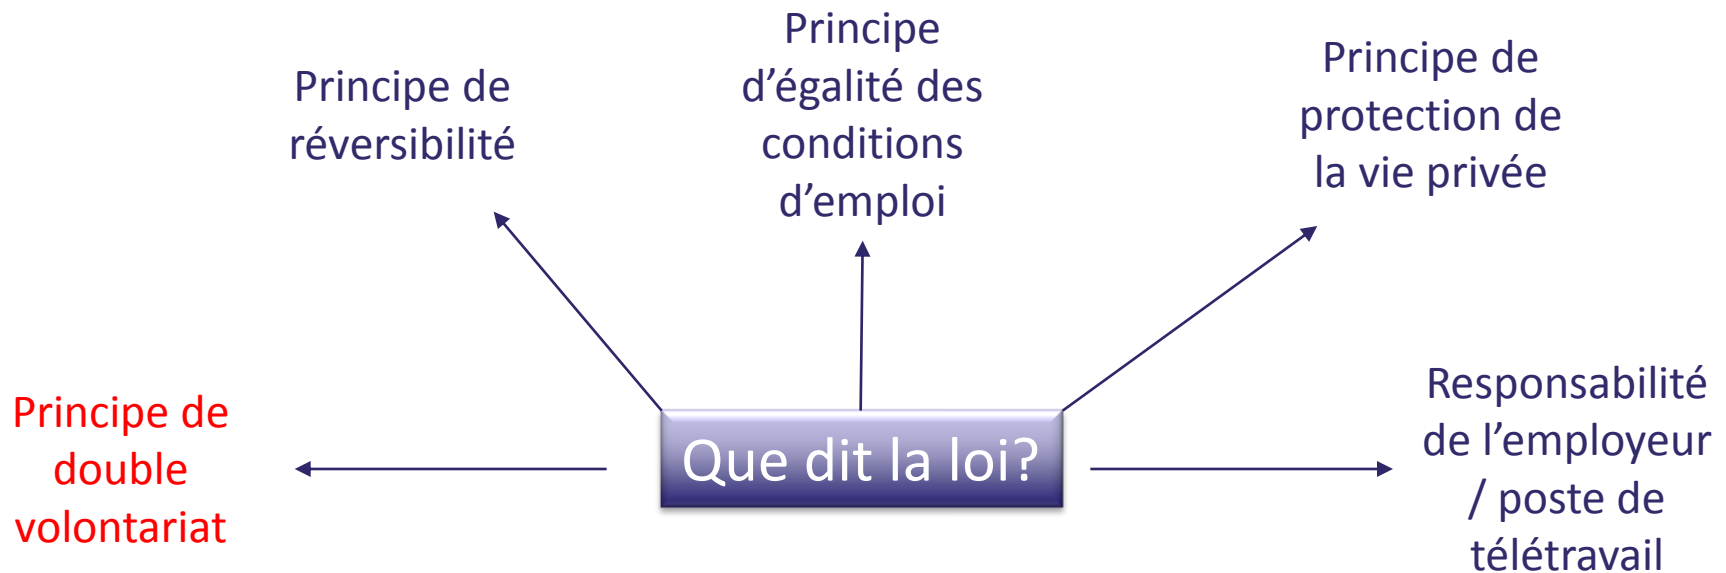 Principe de
réversibilité
Principe
d’égalité des
conditions
d’emploi
Principe de
protection de
la vie privée
Principe de
double
volontariat
Que dit la loi?
Responsabilité
de l’employeur
/ poste de
télétravail